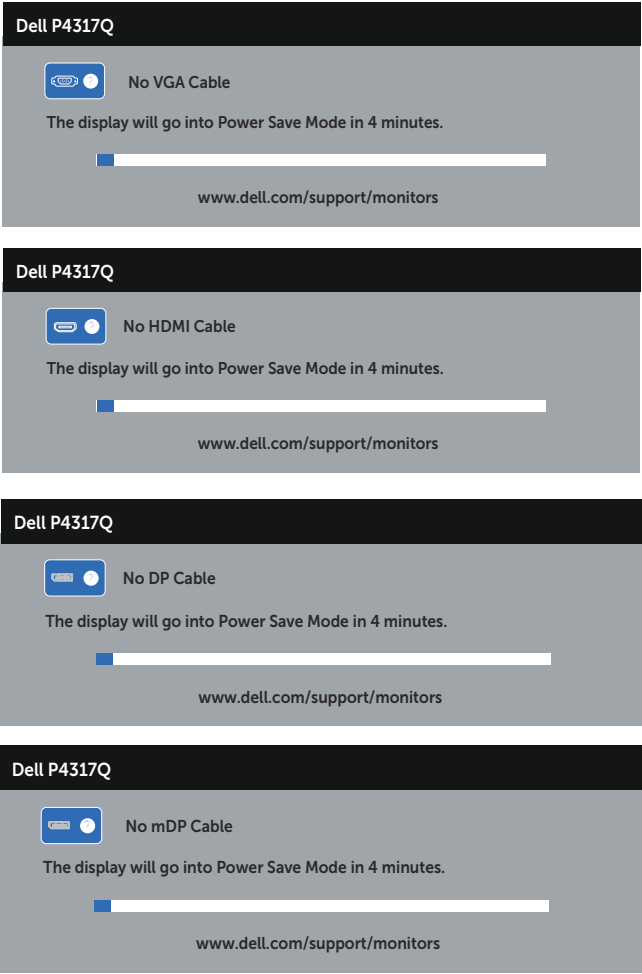 Dell P4317Q
? No VGA Cable
The display will go into Power Save Mode in 4 minutes.
www.dell.com/support/monitors
Dell P4317Q
? No HDMI Cable
The display will go into Power Save Mode in 4 minutes.
www.dell.com/support/monitors
Dell P4317Q
? No DP Cable
The display will go into Power Save Mode in 4 minutes.
www.dell.com/support/monitors
Dell P4317Q
? No mDP Cable
The display will go into Power Save Mode in 4 minutes.
www.dell.com/support/monitors